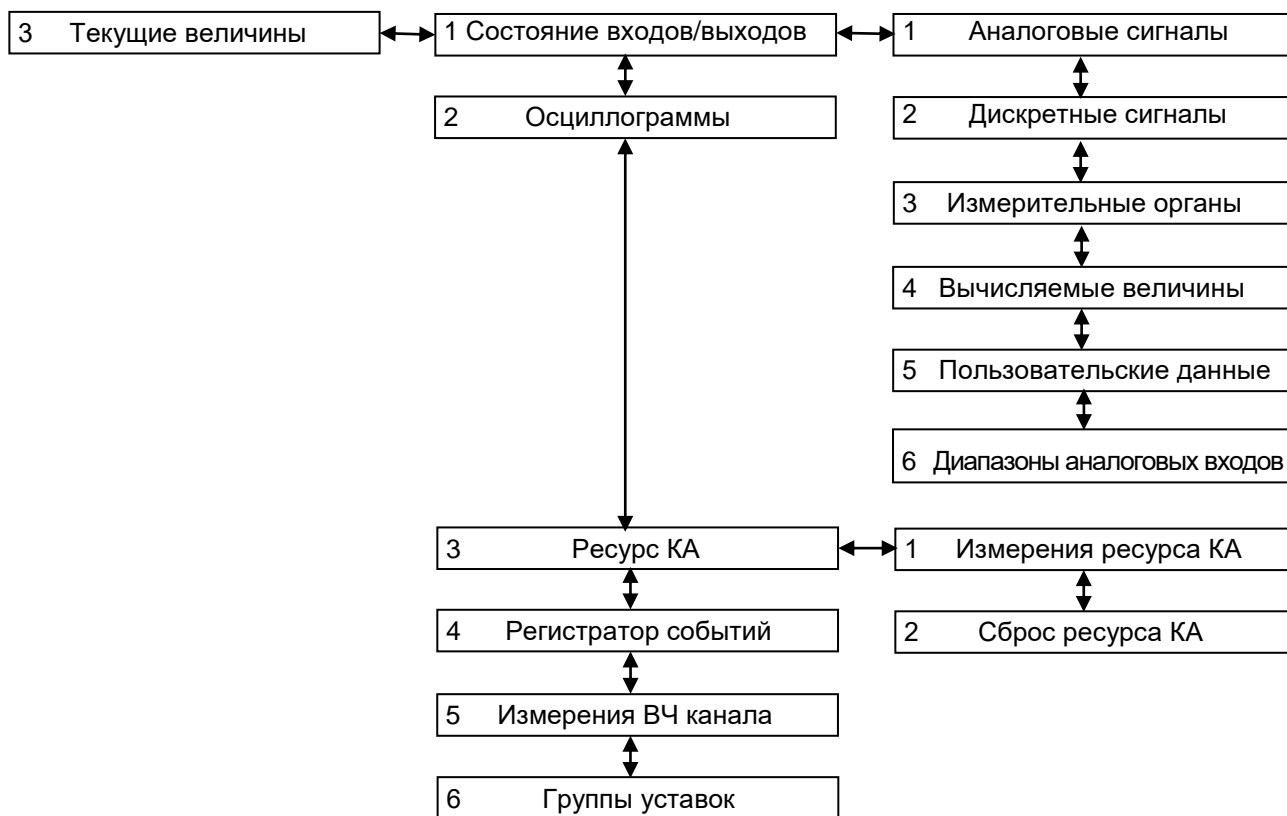 3 Текущие величины
1 Состояние входов/выходов
1 Аналоговые сигналы
2 Осциллограммы
2 Дискретные сигналы
3 Измерительные органы
4 Вычисляемые величины
5 Пользовательские данные
6 Диапазоны аналоговых входов
3 Ресурс КА
1 Измерения ресурса КА
4 Регистратор событий
2 Сброс ресурса КА
5 Измерения ВЧ канала
6 Группы уставок